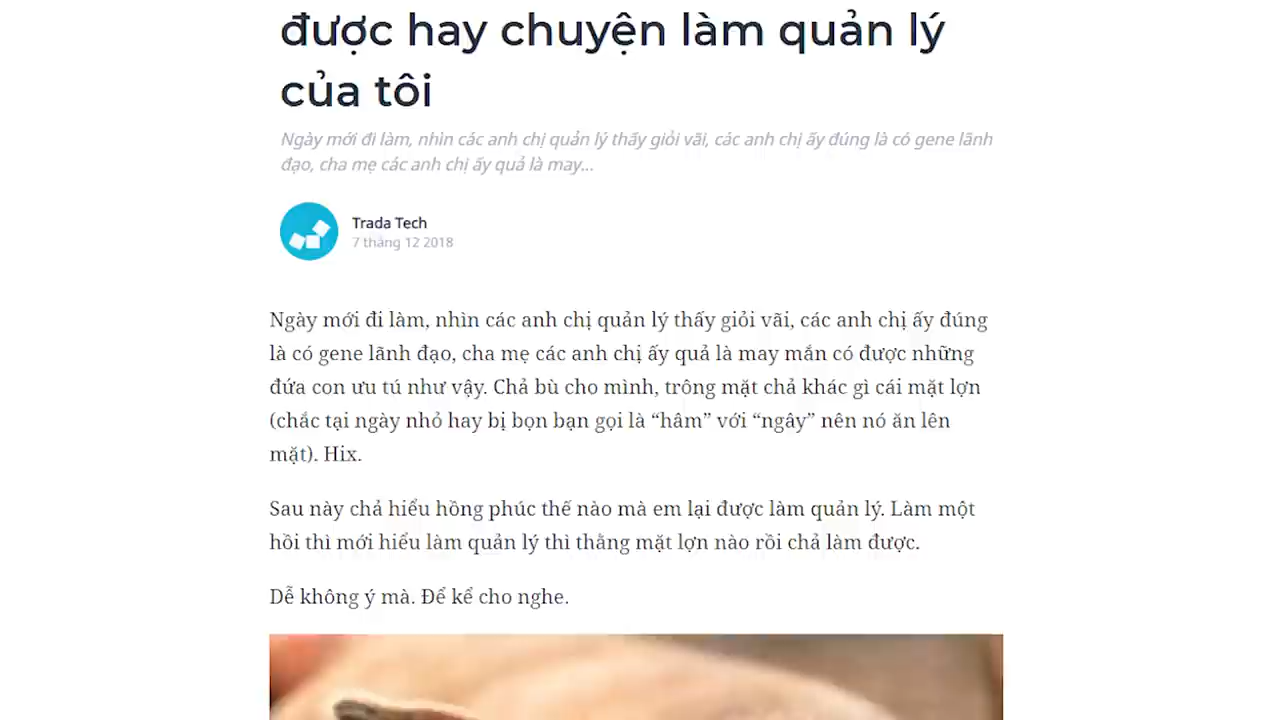 được hay chuyện làm quản lý
của tôi
Ngày mới đi làm, nhìn các anh chị quản lý thấy giỏi vãi, các anh chị ấy đúng là có gene lãnh
đạo, cha mẹ các anh chị ấy quả là may...
Trada Tech
7 tháng 12 2018
Ngày mới đi làm, nhìn các anh chị quản lý thấy giỏi vãi, các anh chị ấy đúng
là có gene lãnh đạo, cha mẹ các anh chị ấy quả là may mắn có được những
đứa con ưu tú như vậy. Chả bù cho mình, trông mặt chả khác gì cái mặt lợn
(chắc tại ngày nhỏ hay bị bọn bạn gọi là “hâm” với “ngây” nên nó ăn lên
mặt). Hix.
Sau này chả hiểu hồng phúc thế nào mà em lại được làm quản lý. Làm một
hồi thì mới hiểu làm quản lý thì thằng mặt lợn nào rồi chả làm được.
Dễ không ý mà. Để kể cho nghe.